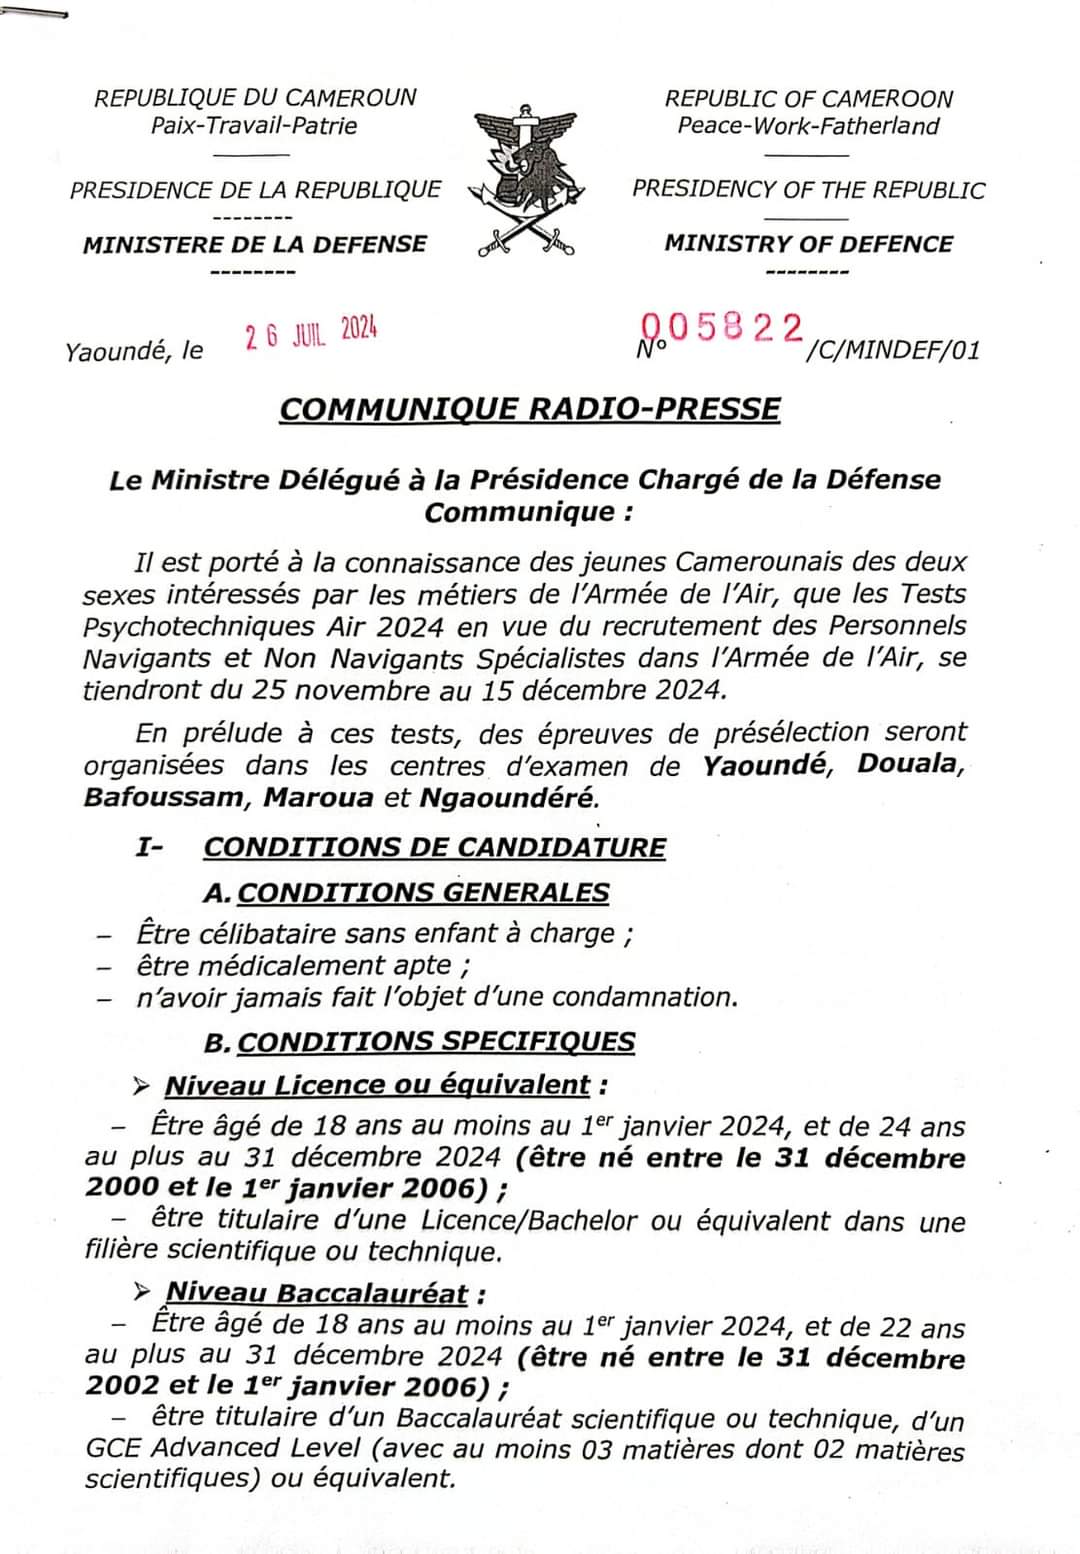 REPUBLIQUE DU CAMEROUN
Paix-Travail-Patrie
PRESIDENCE DE LA REPUBLIQUE
--------
MINISTERE DE LA DEFENSE
--------
REPUBLIC OF CAMEROON
Peace-Work-Fatherland
PRESIDENCY OF THE REPUBLIC
MINISTRY OF DEFENCE
--------
Yaoundé, le 26 JUIL 2024
N° 005822 /C/MINDEF/01
COMMUNIQUE RADIO-PRESSE
Le Ministre Délégué à la Présidence Chargé de la Défense
Communique :
Il est porté à la connaissance des jeunes Camerounais des deux
sexes intéressés par les métiers de l'Armée de l'Air, que les Tests
Psychotechniques Air 2024 en vue du recrutement des Personnels
Navigants et Non Navigants Spécialistes dans l'Armée de l'Air, se
tiendront du 25 novembre au 15 décembre 2024.
En prélude à ces tests, des épreuves de présélection seront
organisées dans les centres d'examen de Yaoundé, Douala,
Bafoussam, Maroua et Ngaoundéré.
I- CONDITIONS DE CANDIDATURE
A. CONDITIONS GENERALES
– Être célibataire sans enfant à charge ;
– être médicalement apte ;
– n'avoir jamais fait l'objet d'une condamnation.
B. CONDITIONS SPECIFIQUES
➢ Niveau Licence ou équivalent :
– Être âgé de 18 ans au moins au 1er janvier 2024, et de 24 ans
au plus au 31 décembre 2024 (être né entre le 31 décembre
2000 et le 1er janvier 2006) ;
– être titulaire d'une Licence/Bachelor ou équivalent dans une
filière scientifique ou technique.
➢ Niveau Baccalauréat :
– Être âgé de 18 ans au moins au 1er janvier 2024, et de 22 ans
au plus au 31 décembre 2024 (être né entre le 31 décembre
2002 et le 1er janvier 2006) ;
– être titulaire d'un Baccalauréat scientifique ou technique, d'un
GCE Advanced Level (avec au moins 03 matières dont 02 matières
scientifiques) ou équivalent.